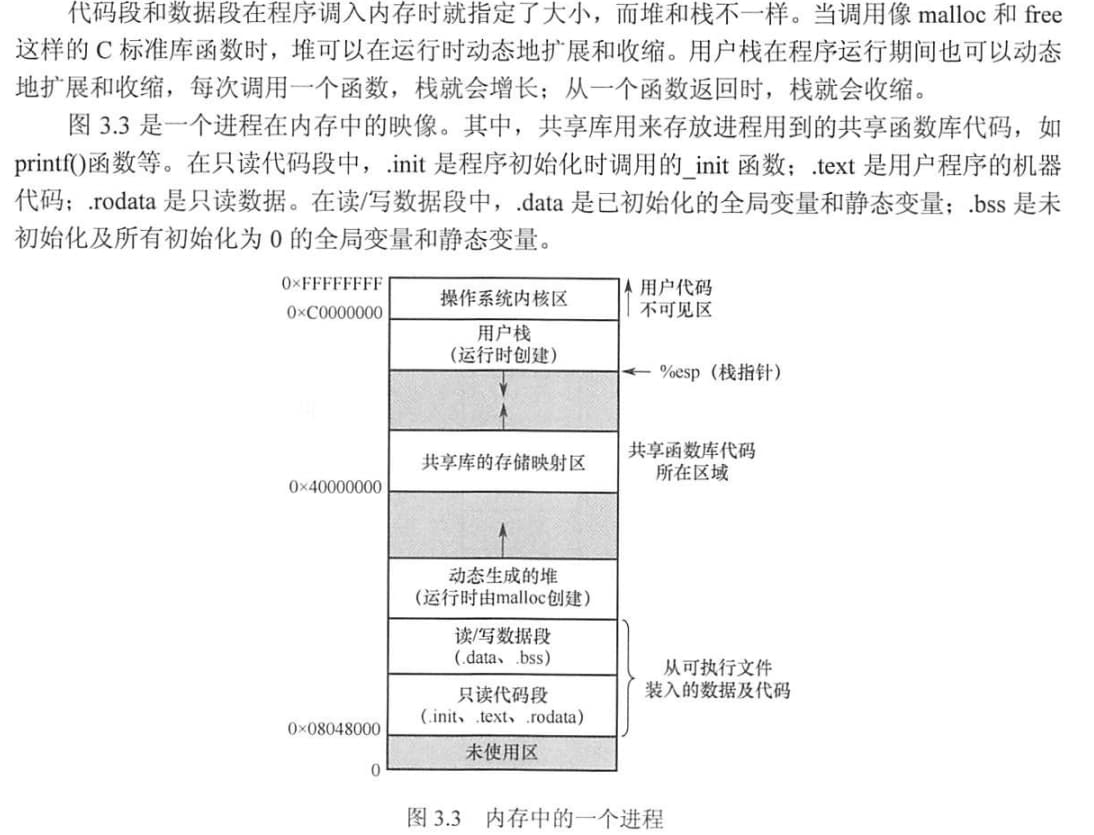 代码段和数据段在程序调入内存时就指定了大小，而堆和栈不一样。当调用像 malloc 和 free
这样的 C 标准库函数时，堆可以在运行时动态地扩展和收缩。用户栈在程序运行期间也可以动态
地扩展和收缩，每次调用一个函数，栈就会增长；从一个函数返回时，栈就会收缩。
图 3.3 是一个进程在内存中的映像。其中，共享库用来存放进程用到的共享函数库代码，如
printf()函数等。在只读代码段中，.init 是程序初始化时调用的_init 函数；.text 是用户程序的机器
代码；.rodata 是只读数据。在读/写数据段中，.data 是已初始化的全局变量和静态变量；.bss 是未
初始化及所有初始化为 0 的全局变量和静态变量。
0×FFFFFFFF
操作系统内核区
用户代码
不可见区
0×C0000000
用户栈
(运行时创建)
%esp（栈指针）
共享库的存储映射区
共享函数库代码
所在区域
0×40000000
动态生成的堆
(运行时由malloc创建)
读/写数据段
(.data、.bss)
从可执行文件
装入的数据及代码
只读代码段
(.init、.text、.rodata)
0×08048000
未使用区
0
图 3.3 内存中的一个进程